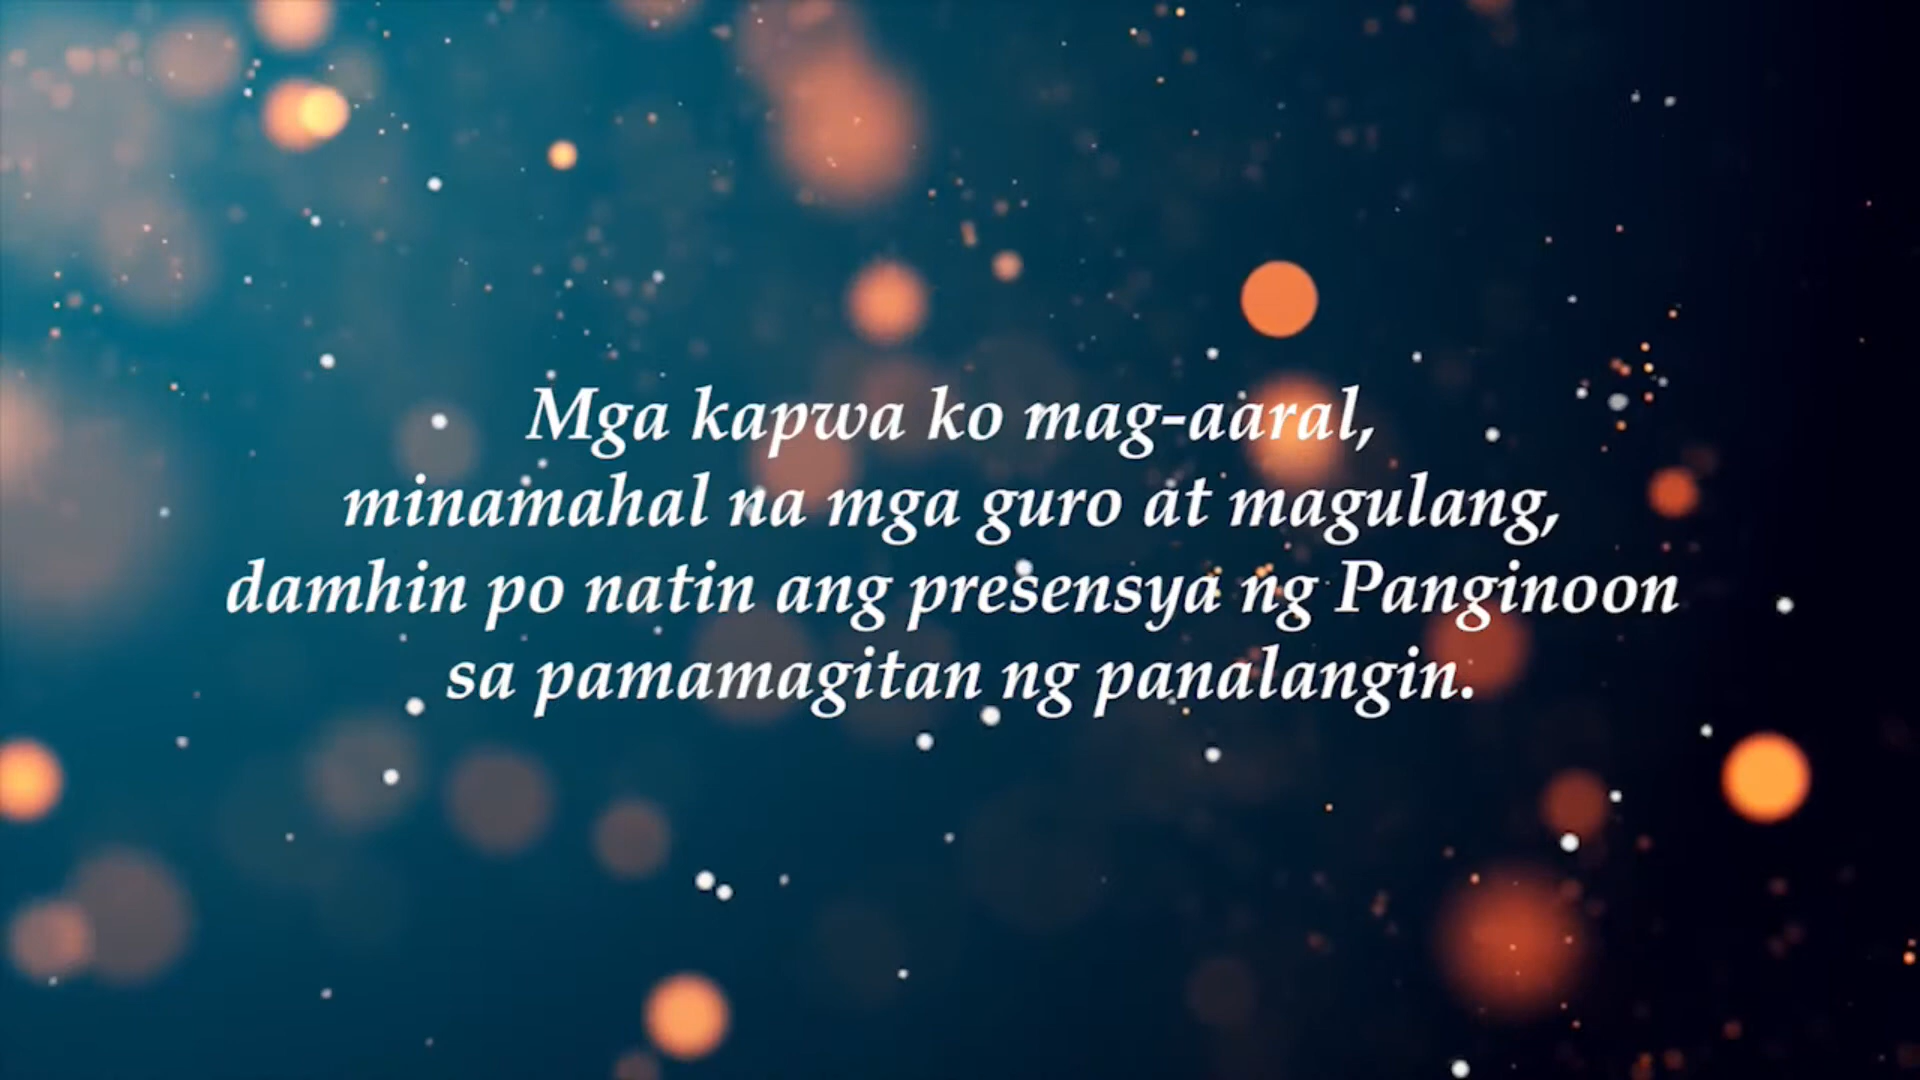 Mga kapwa ko mag-aaral,
minamahal na mga guro at magulang,
damhin po natin ang presensya ng Panginoon
sa pamamagitan ng panalangin.